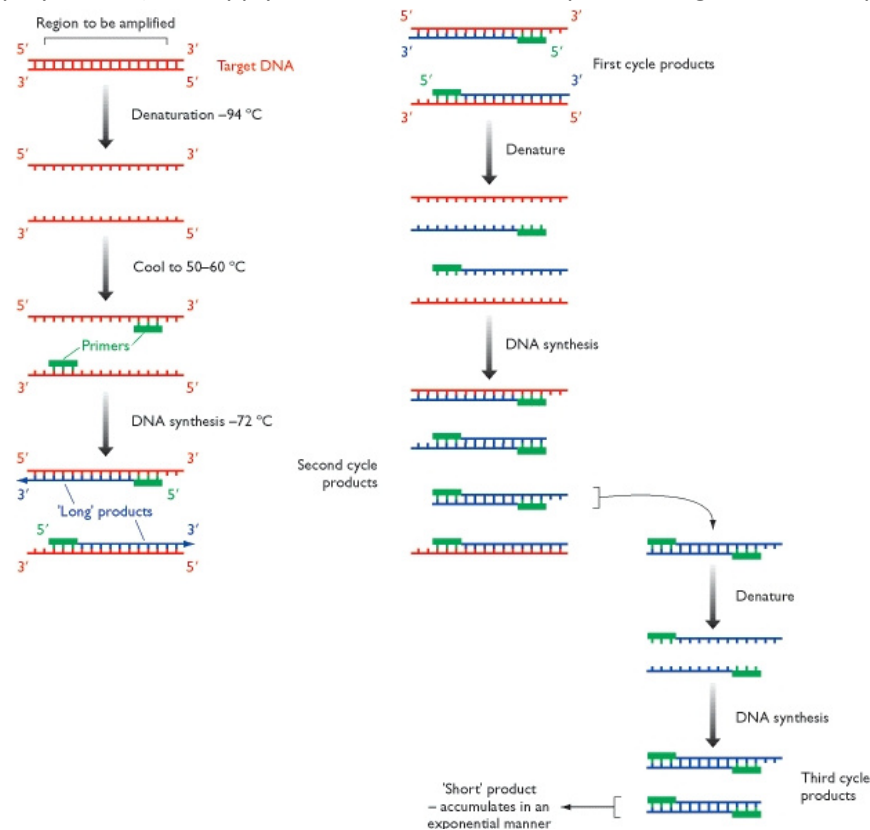 Region to be amplified
5′ 3′
Target DNA
3′ 5′
Denaturation –94 °C
5′ 3′
3′ 5′
Cool to 50–60 °C
5′ 3′
Primers
3′ 5′
DNA synthesis –72 °C
5′ 3′
3′ 5′
'Long' products
5′ 3′
3′ 5′
5′ 3′
3′ 5′
First cycle products
5′ 3′
3′ 5′
Denature
DNA synthesis
Second cycle
products
Denature
DNA synthesis
Third cycle
products
'Short' product
– accumulates in an
exponential manner